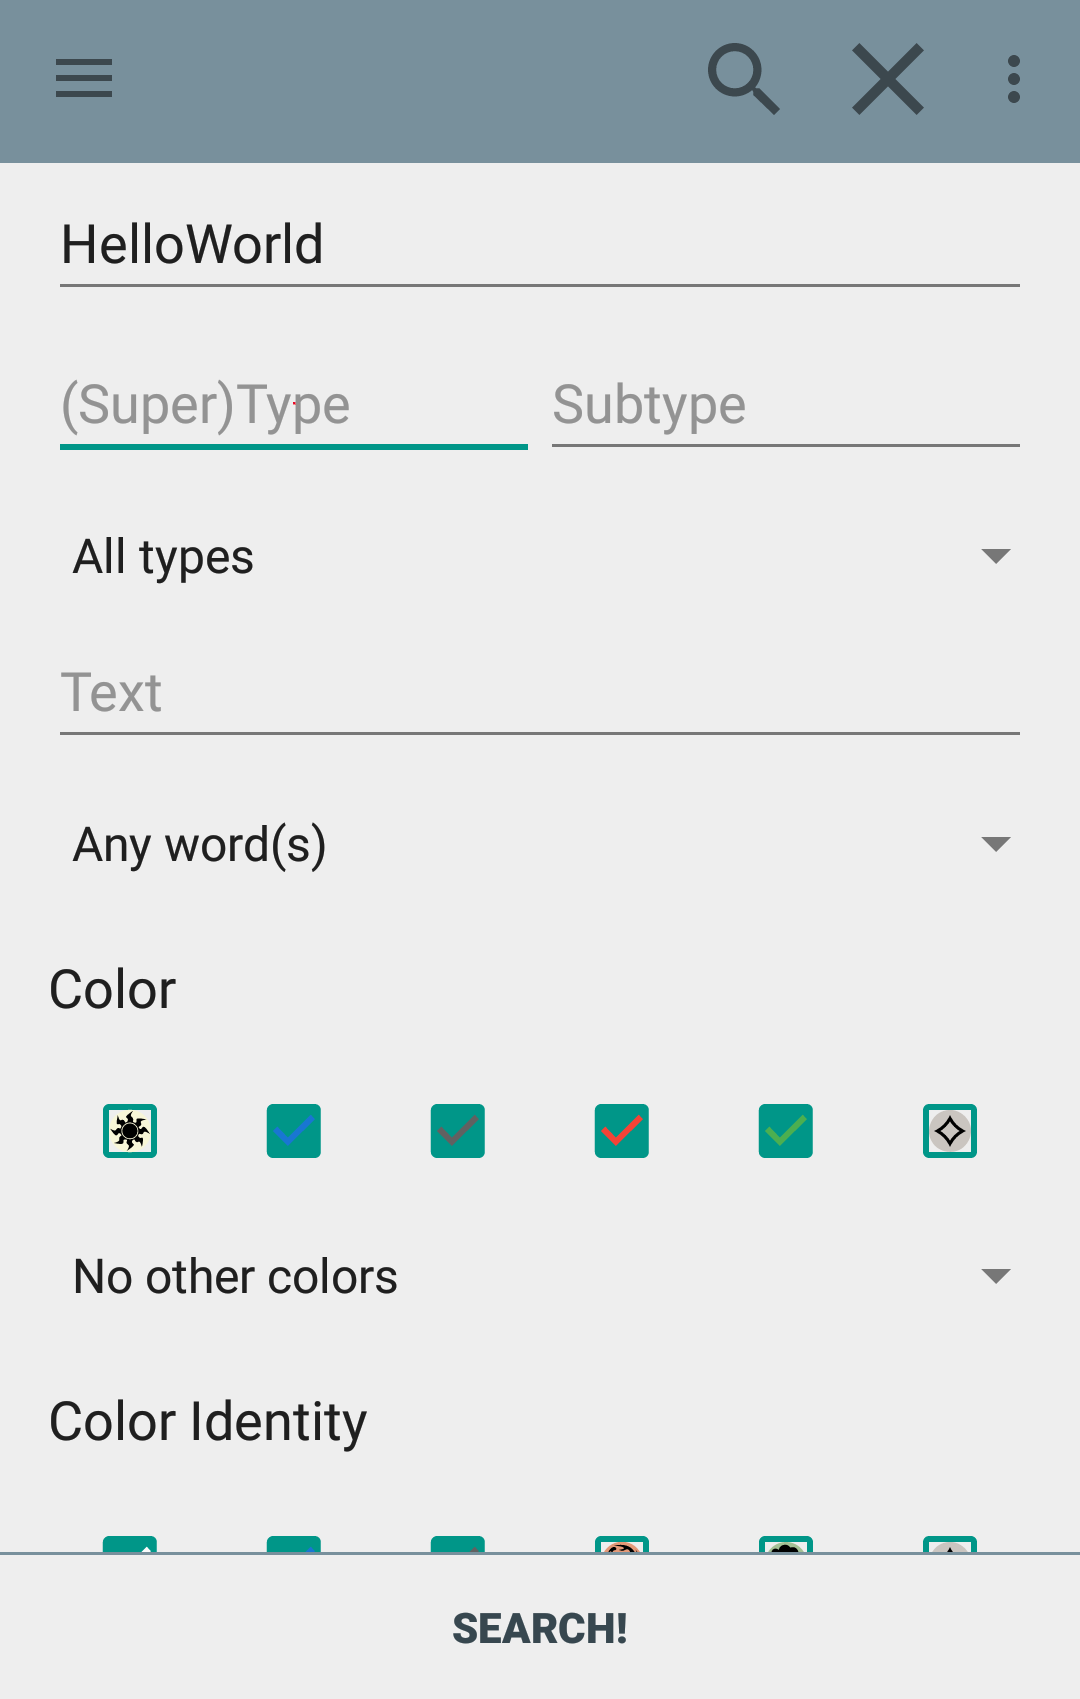 HelloWorld
(Super)Type Subtype
All types
Text
Any word(s)
Color
No other colors
Color Identity
SEARCH!